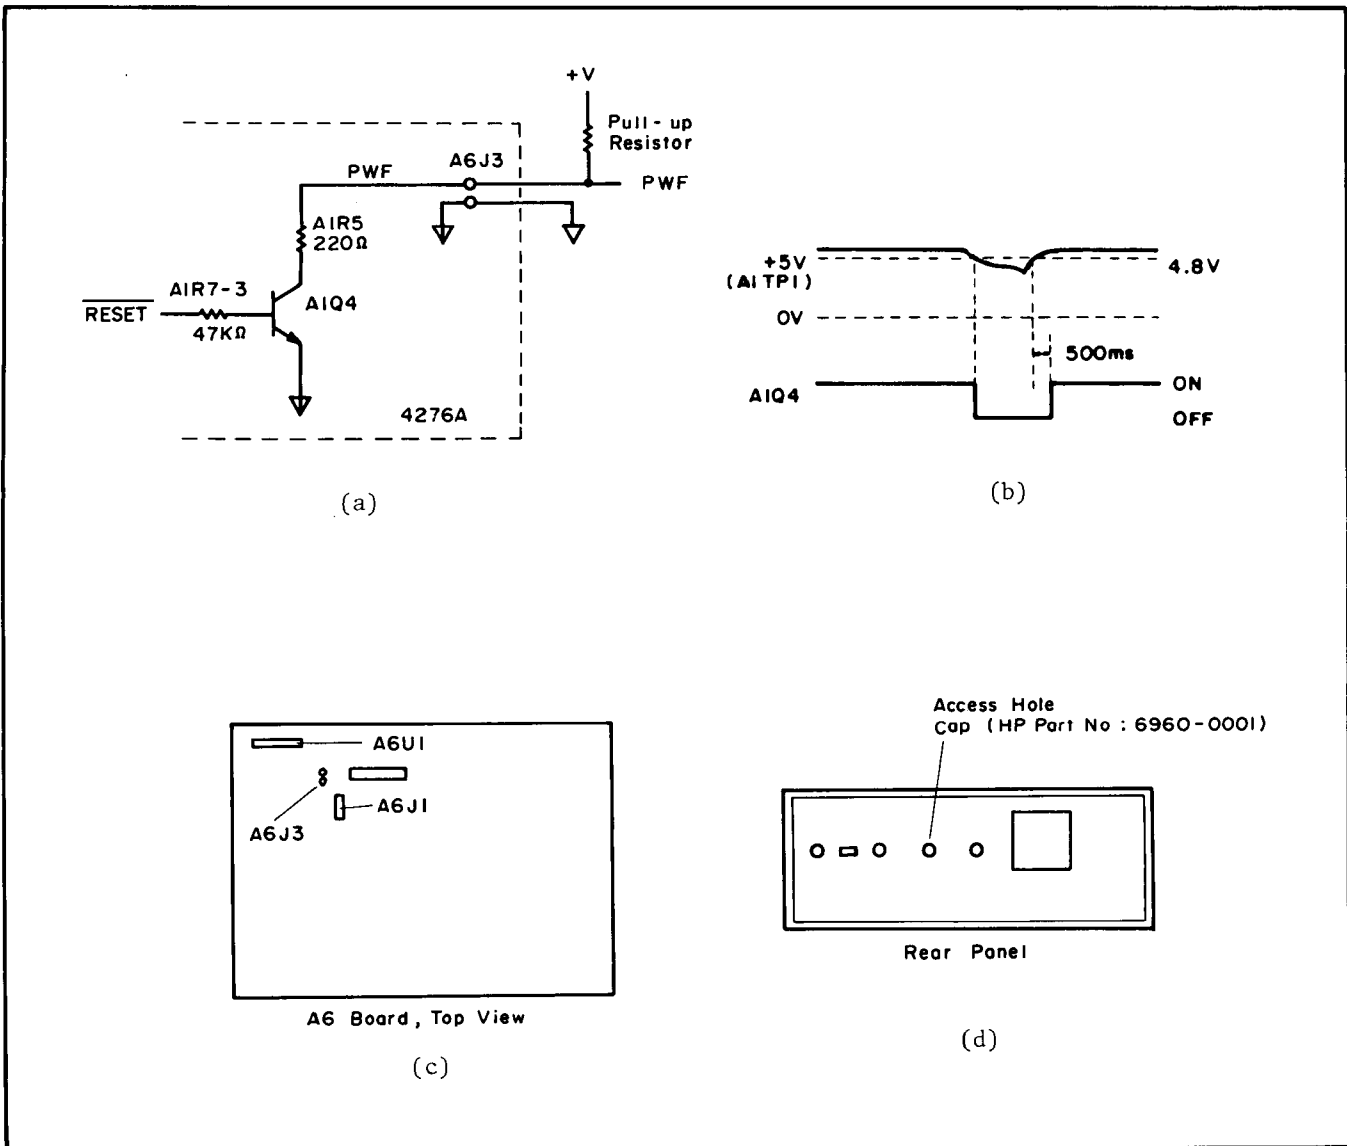 +V
Pull-up
Resistor
PWF
A6J3
PWF
A1R5
220Ω
A1R7-3
A1Q4
RESET
47KΩ
4276A
(a)
+5V
(A1TP1)
4.8V
0V
500ms
A1Q4
ON
OFF
(b)
A6U1
A6J1
A6J3
A6 Board, Top View
(c)
Access Hole
Cap (HP Part No : 6960-0001)
Rear Panel
(d)